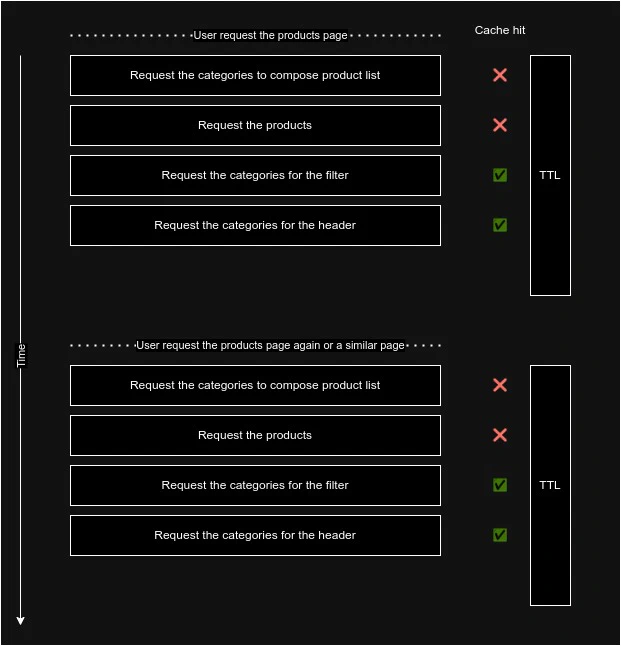 Cache hit
User request the products page
Request the categories to compose product list
Request the products
Request the categories for the filter
Request the categories for the header
TTL
Time
User request the products page again or a similar page
Request the categories to compose product list
Request the products
Request the categories for the filter
Request the categories for the header
TTL